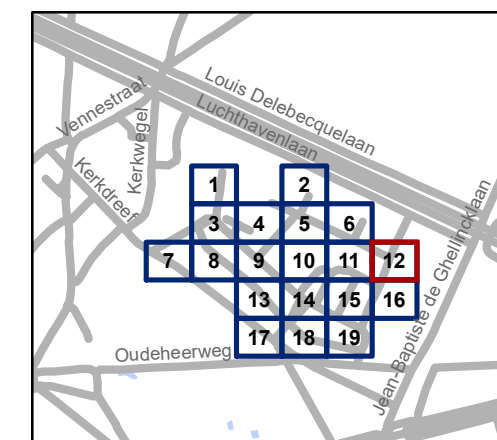 Louis Delebecquelaan
Luchthavenlaan
Vennestraat
Kerkwegel
Kerkdreef
1 2
3 4 5 6
7 8 9 10 11 12
13 14 15 16
17 18 19
Oudeheerweg
Jean-Baptiste de Ghellincklaan